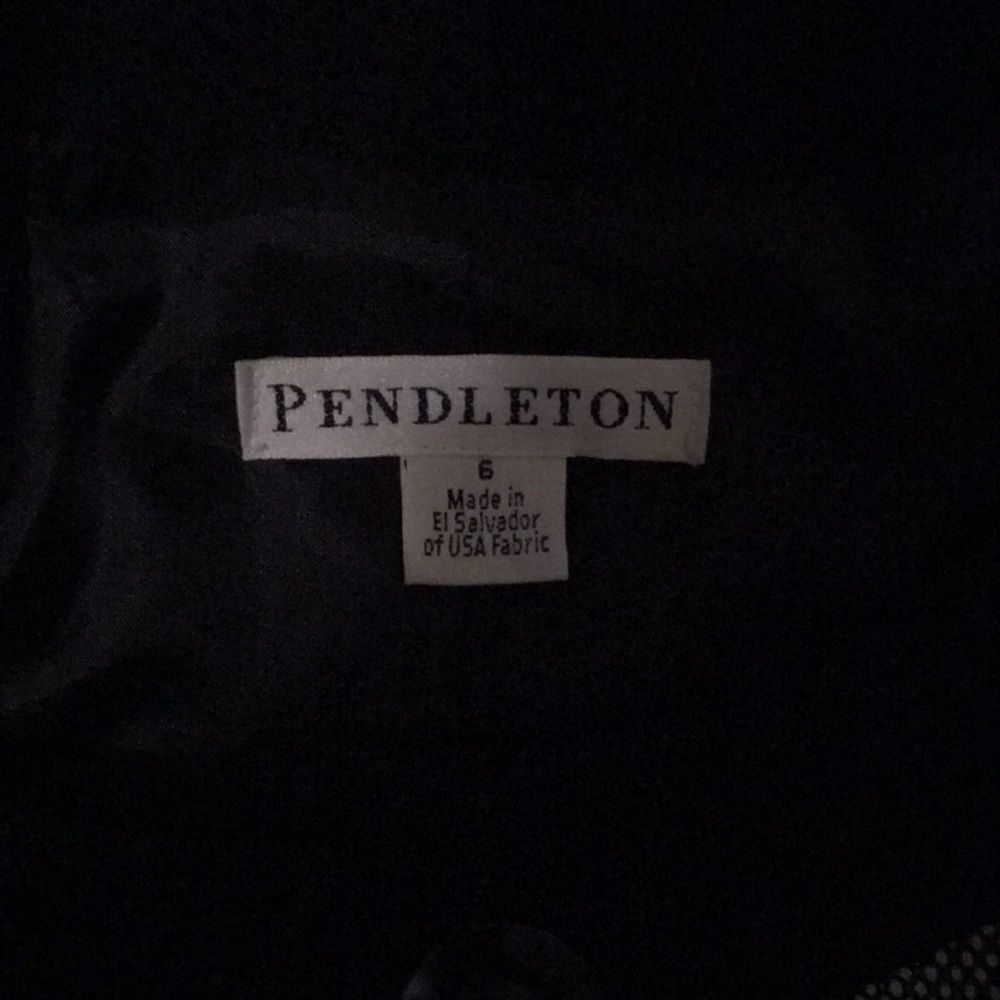 PENDLETON
6
Made in
El Salvador
of USA Fabric